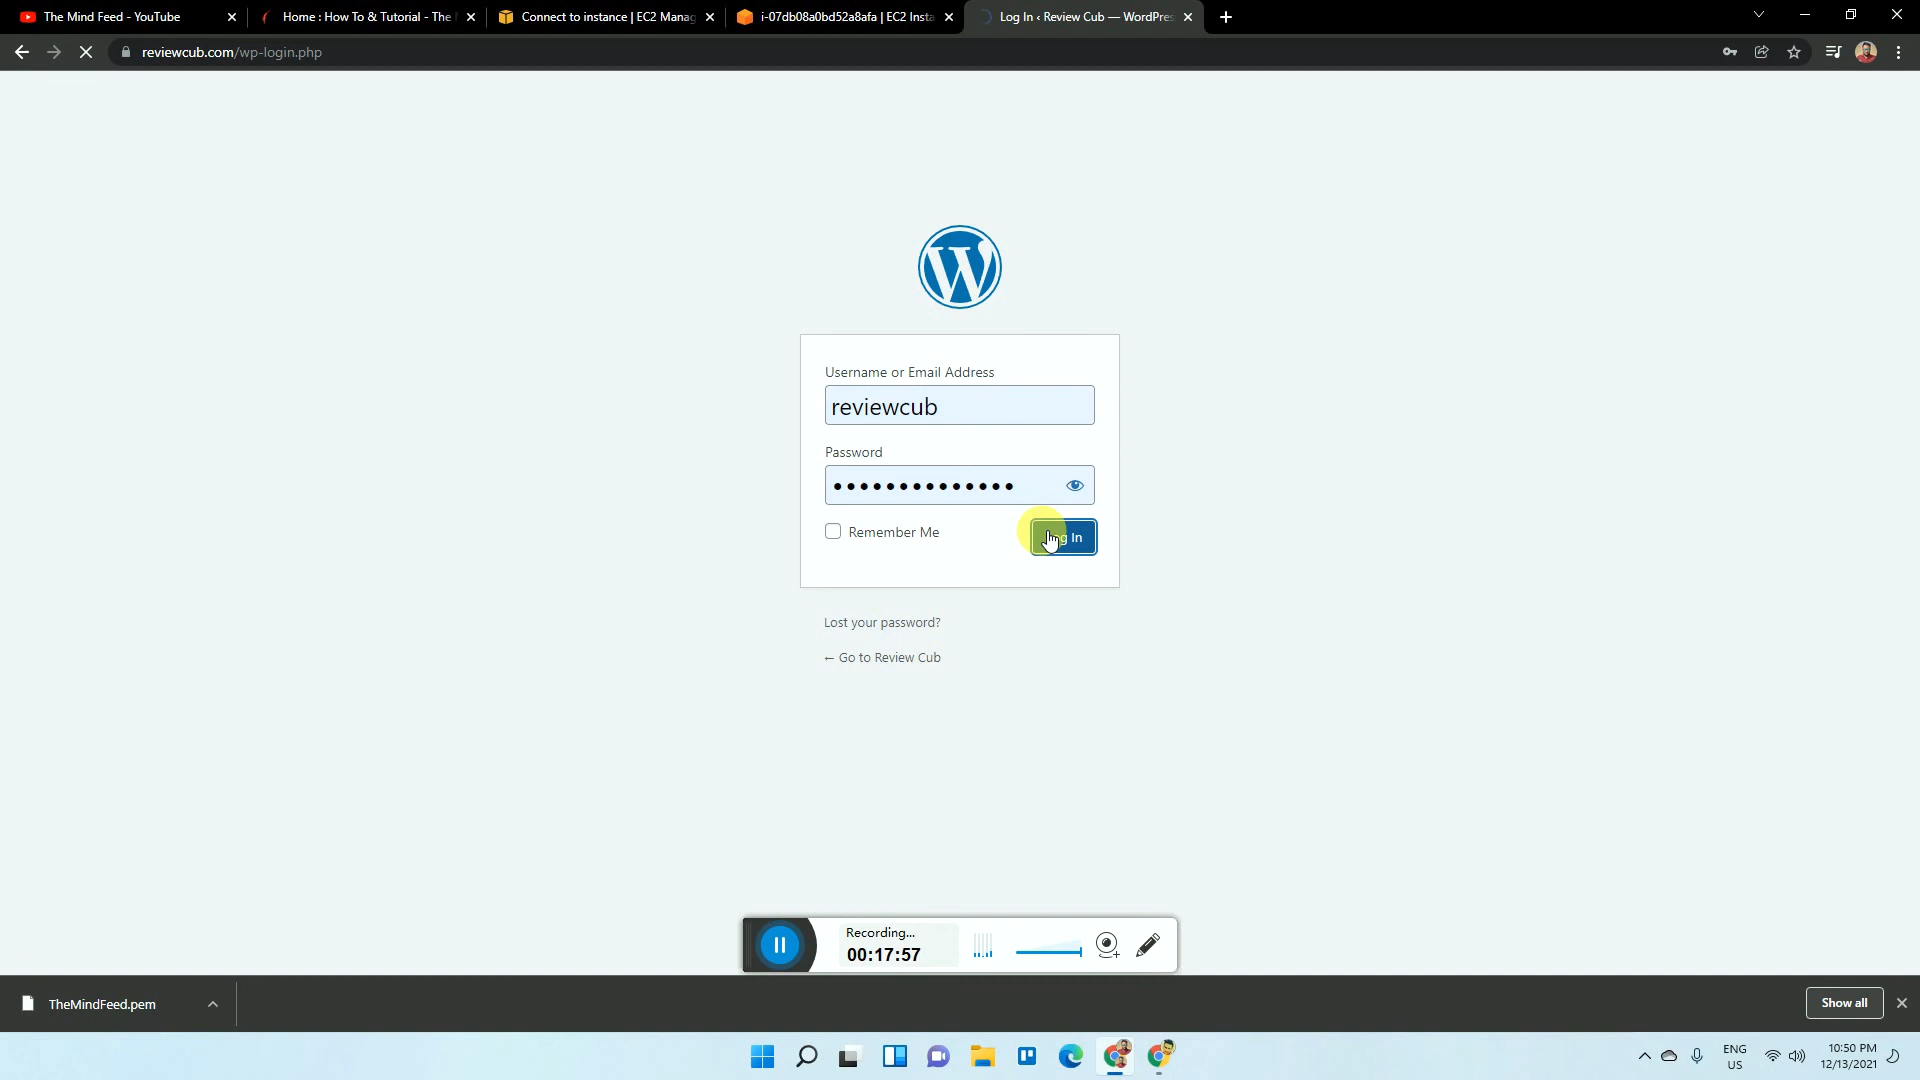 The Mind Feed - YouTube
Home : How To & Tutorial - The
Connect to instance | EC2 Manag
i-07db08a0bd52a8afa | EC2 Insta
Log In ‹ Review Cub — WordPres
reviewcub.com/wp-login.php
Username or Email Address
reviewcub
Password
Remember Me
Log In
Lost your password?
← Go to Review Cub
Recording...
00:17:57
TheMindFeed.pem
Show all
ENG
US
10:50 PM
12/13/2021